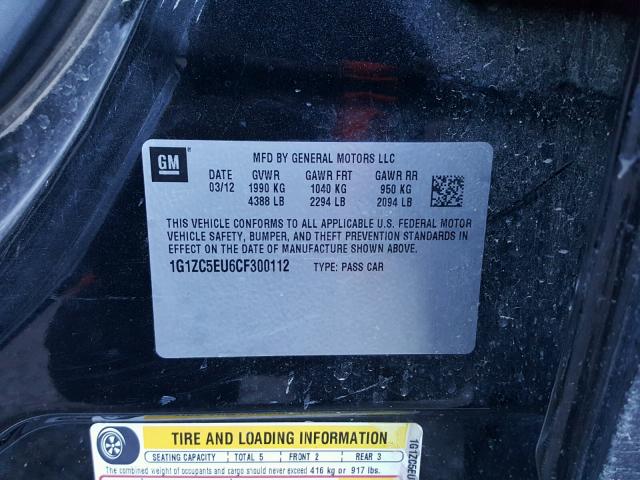 GM
MFD BY GENERAL MOTORS LLC
DATE GVWR GAWR FRT GAWR RR
03/12 1990 KG 1040 KG 950 KG
4388 LB 2294 LB 2094 LB
THIS VEHICLE CONFORMS TO ALL APPLICABLE U.S. FEDERAL MOTOR
VEHICLE SAFETY, BUMPER, AND THEFT PREVENTION STANDARDS IN
EFFECT ON THE DATE OF MANUFACTURE SHOWN ABOVE.
1G1ZC5EU6CF300112 TYPE: PASS CAR
TIRE AND LOADING INFORMATION
SEATING CAPACITY TOTAL 5 FRONT 2 REAR 3
The combined weight of occupants and cargo should never exceed 416 kg or 917 lbs.
1G1ZC5EU